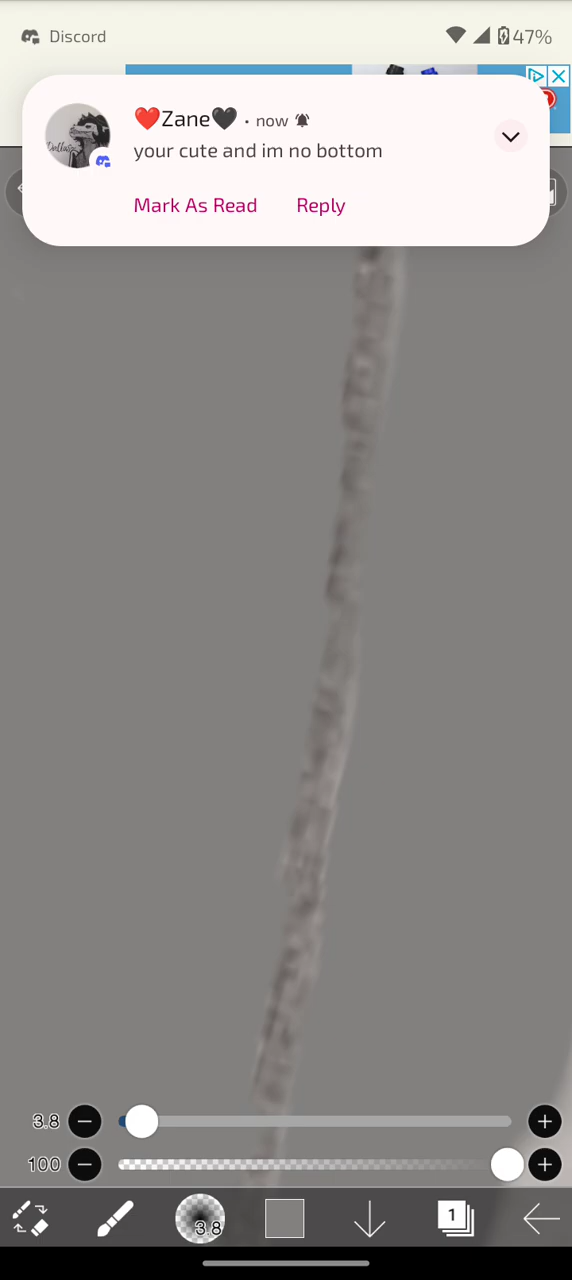 Discord
47%
❤️Zane🖤 • now
your cute and im no bottom
Mark As Read
Reply
3.8
100
3.8
1